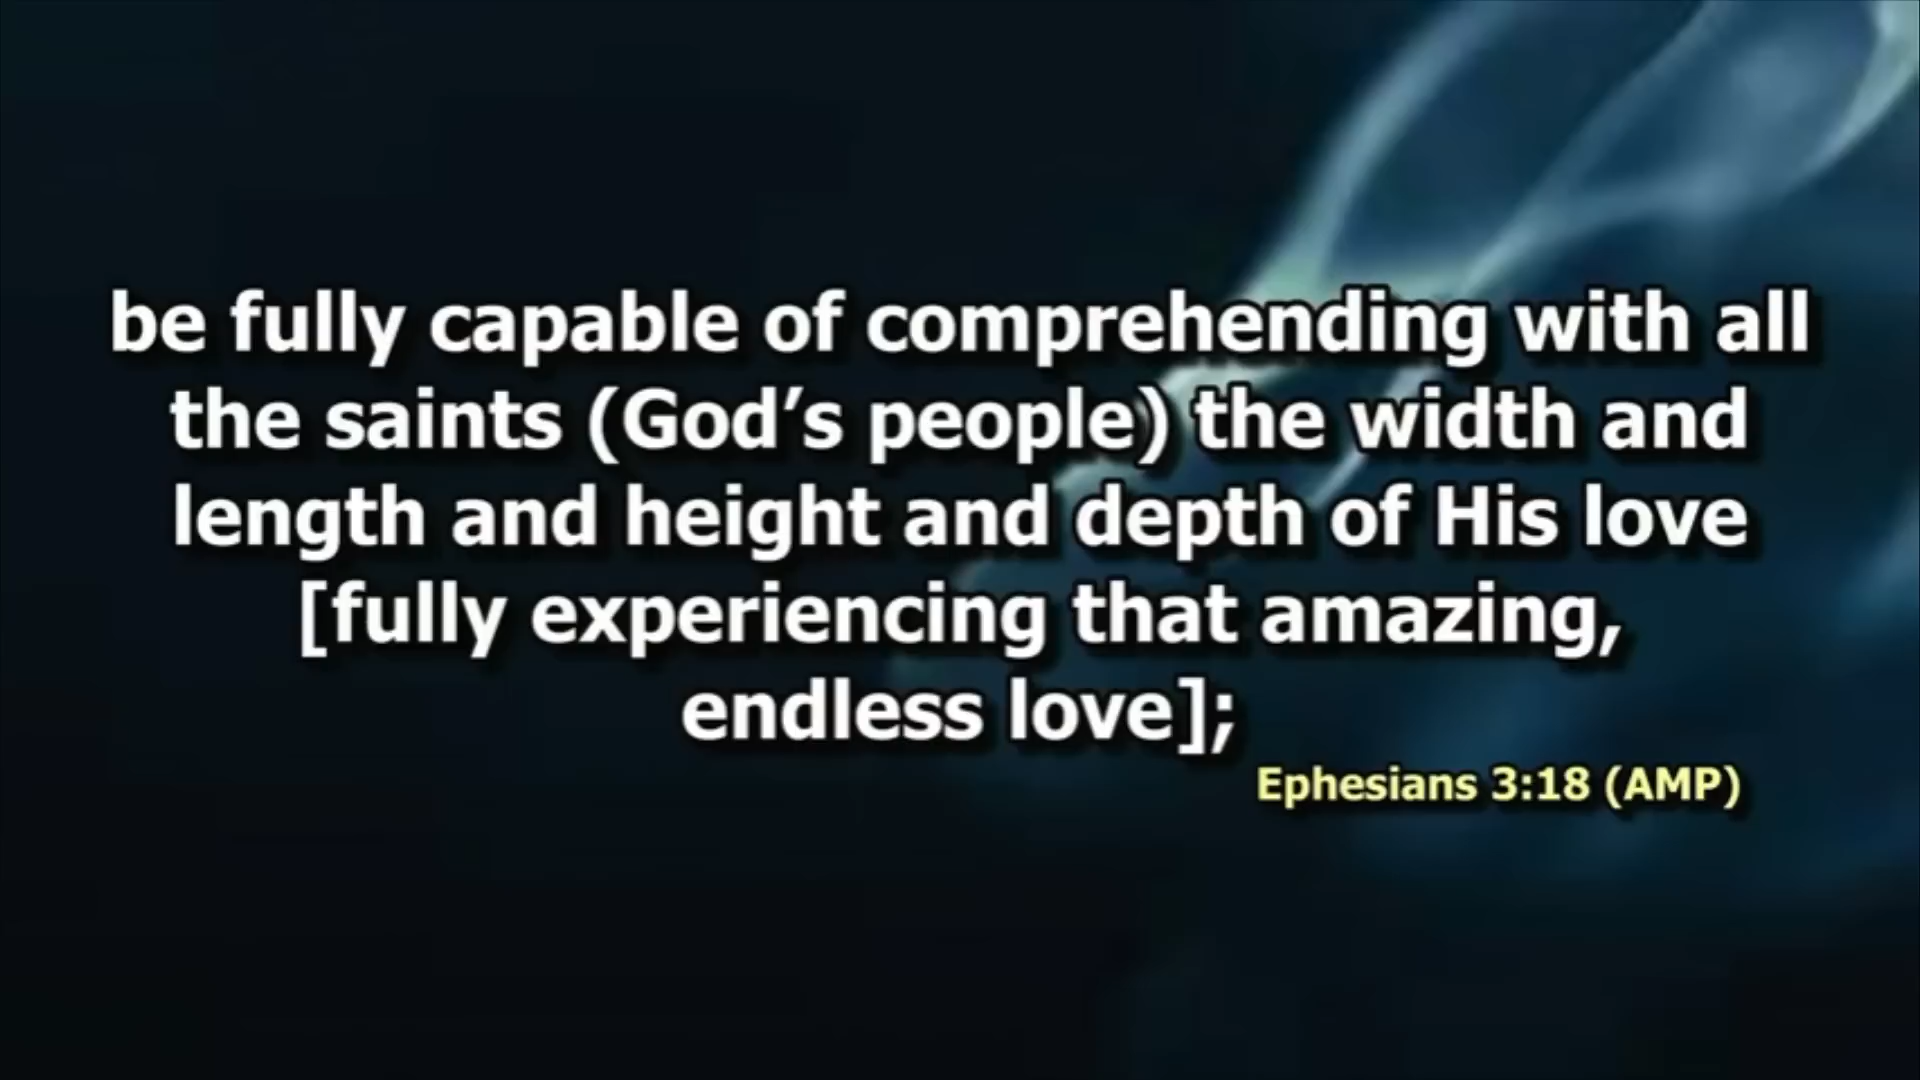 be fully capable of comprehending with all
the saints (God’s people) the width and
length and height and depth of His love
[fully experiencing that amazing,
endless love];
Ephesians 3:18 (AMP)